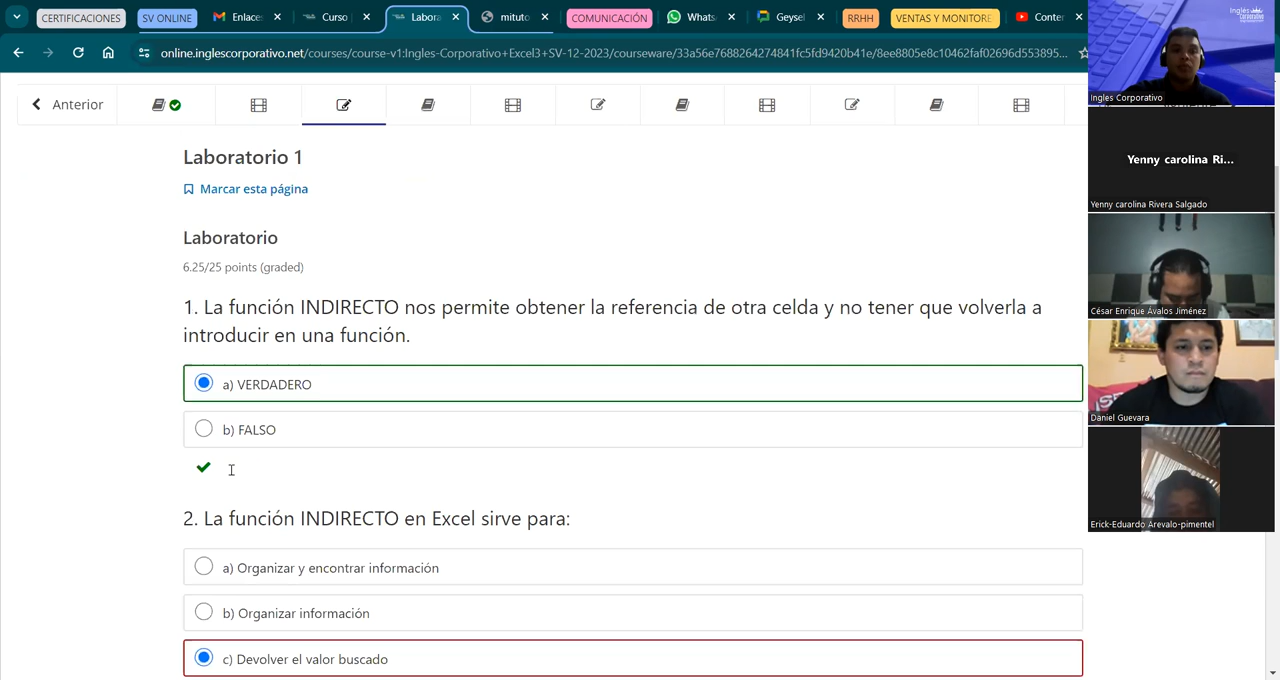 CERTIFICACIONES
SV ONLINE
Enlace
Curso
Labora
mituto
COMUNICACIÓN
Whats
Geysel
RRHH
VENTAS Y MONITORE
Conter
online.inglescorporativo.net/courses/course-v1:Ingles-Corporativo+Excel3+SV-12-2023/courseware/33a56e7688264274841fc5fd9420b41e/8ee8805e8c10462faf02696d553895...
Anterior
Laboratorio 1
Marcar esta página
Laboratorio
6.25/25 points (graded)
1. La función INDIRECTO nos permite obtener la referencia de otra celda y no tener que volverla a
introducir en una función.
a) VERDADERO
b) FALSO
2. La función INDIRECTO en Excel sirve para:
a) Organizar y encontrar información
b) Organizar información
c) Devolver el valor buscado
Inglés
Corporativo
Ingles Corporativo
Yenny carolina Ri...
Yenny carolina Rivera Salgado
César Enrique Avalos Jiménez
Daniel Guevara
Erick-Eduardo Arevalo-pimentel